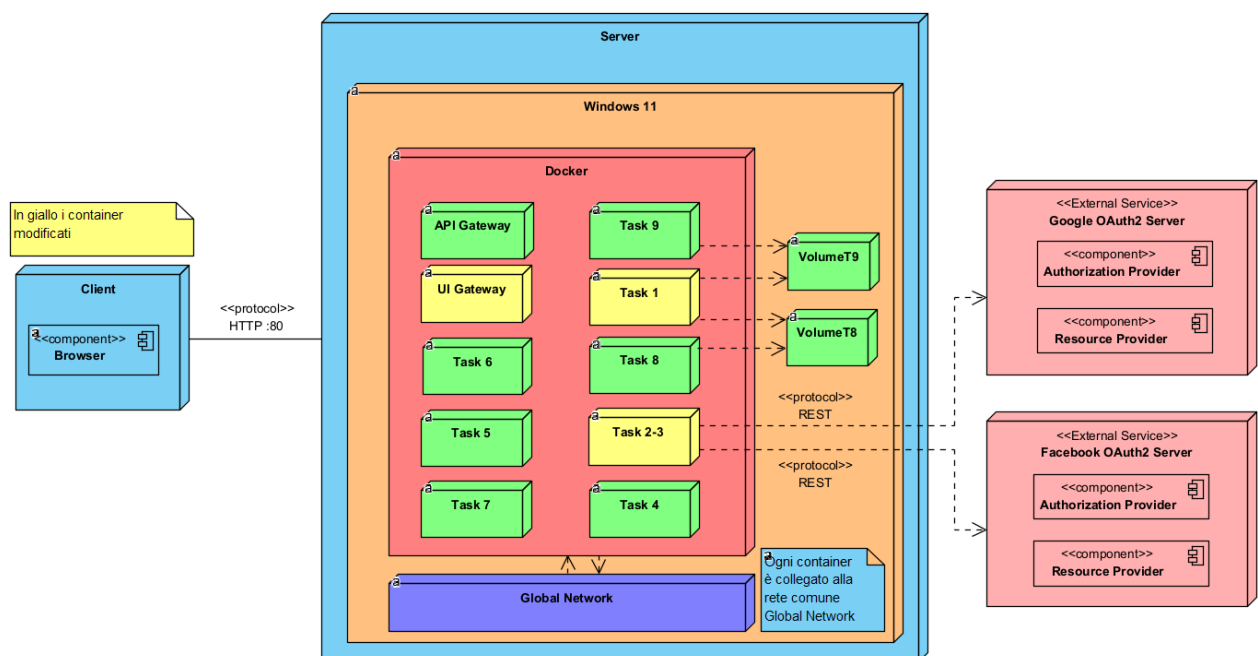 Server
Windows 11
Docker
In giallo i container
modificati
Client
<<component>>
Browser
<<protocol>>
HTTP :80
API Gateway
Task 9
UI Gateway
Task 1
Task 6
Task 8
Task 5
Task 2-3
Task 7
Task 4
VolumeT9
VolumeT8
<<protocol>>
REST
<<protocol>>
REST
Global Network
Ogni container
è collegato alla
rete comune
Global Network
<<External Service>>
Google OAuth2 Server
<<component>>
Authorization Provider
<<component>>
Resource Provider
<<External Service>>
Facebook OAuth2 Server
<<component>>
Authorization Provider
<<component>>
Resource Provider